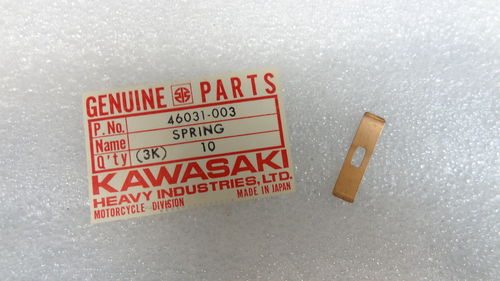 GENUINE PARTS
P. No. 46031-003
Name SPRING
Q'ty (3K) 10
KAWASAKI
HEAVY INDUSTRIES, LTD.
MOTORCYCLE DIVISION MADE IN JAPAN